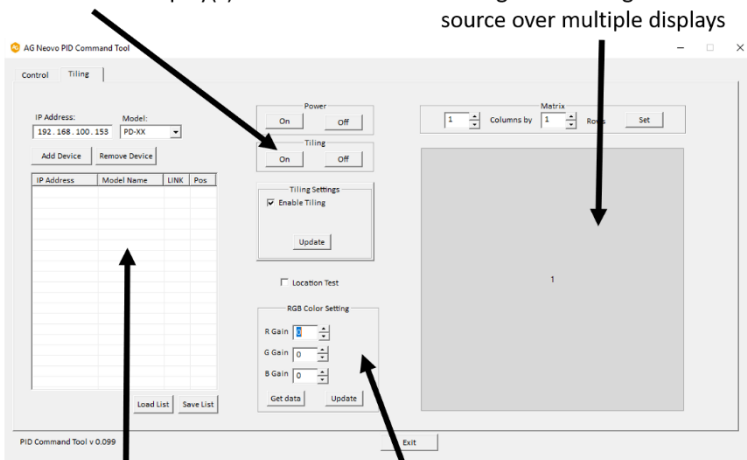 source over multiple displays
AG Neovo PID Command Tool
Control Tiling
IP Address: Model:
192.168.100.153 PD-XX
Add Device Remove Device
IP Address Model Name LINK Pos
Load List Save List
Power
On Off
Tiling
On Off
Tiling Settings
Enable Tiling
Update
Location Test
RGB Color Setting
R Gain 0
G Gain 0
B Gain 0
Get data Update
Matrix
1 Columns by 1 Rows Set
1
PID Command Tool v 0.099
Exit